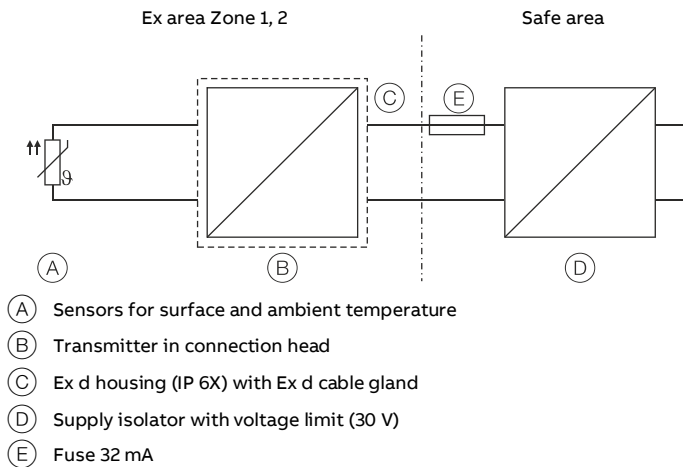 Ex area Zone 1, 2
Safe area
C
E
ϑ
A
B
D
A Sensors for surface and ambient temperature
B Transmitter in connection head
C Ex d housing (IP 6X) with Ex d cable gland
D Supply isolator with voltage limit (30 V)
E Fuse 32 mA